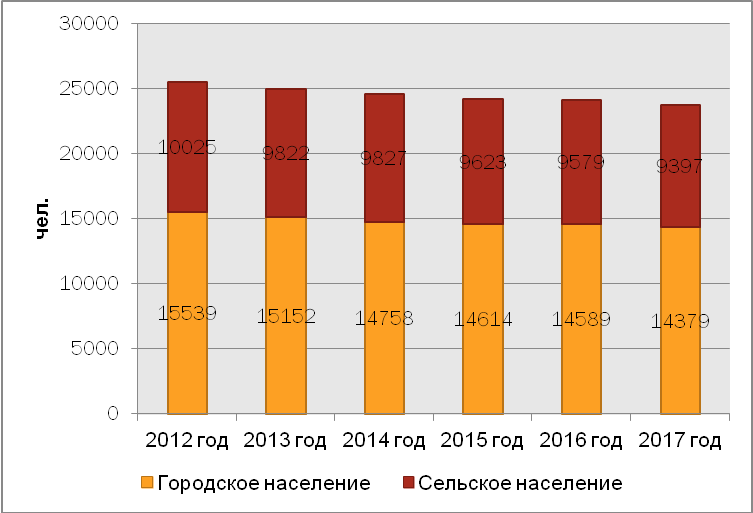 30000
25000
20000
15000
10000
5000
0
чел.
10025 9822 9827 9623 9579 9397
15539 15152 14758 14614 14589 14379
2012 год 2013 год 2014 год 2015 год 2016 год 2017 год
Городское население Сельское население